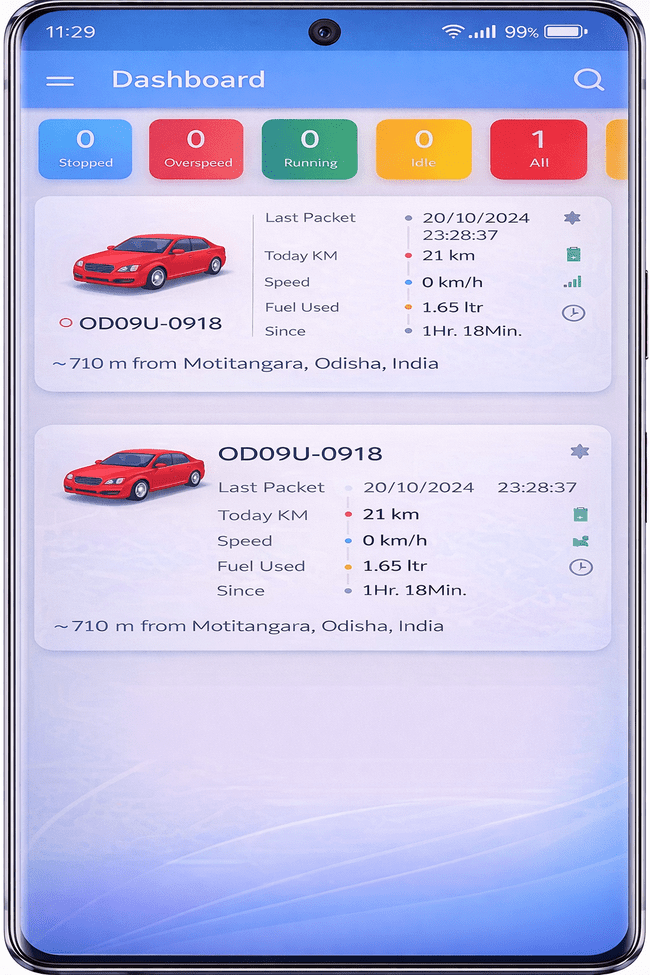 11:29 99%
Dashboard
0 0 0 0 1
Stopped Overspeed Running Idle All
Last Packet 20/10/2024
23:28:37
Today KM 21 km
Speed 0 km/h
Fuel Used 1.65 ltr
OD09U-0918
Since 1Hr. 18Min.
~710 m from Motitangara, Odisha, India
OD09U-0918
Last Packet 20/10/2024 23:28:37
Today KM 21 km
Speed 0 km/h
Fuel Used 1.65 ltr
Since 1Hr. 18Min.
~710 m from Motitangara, Odisha, India